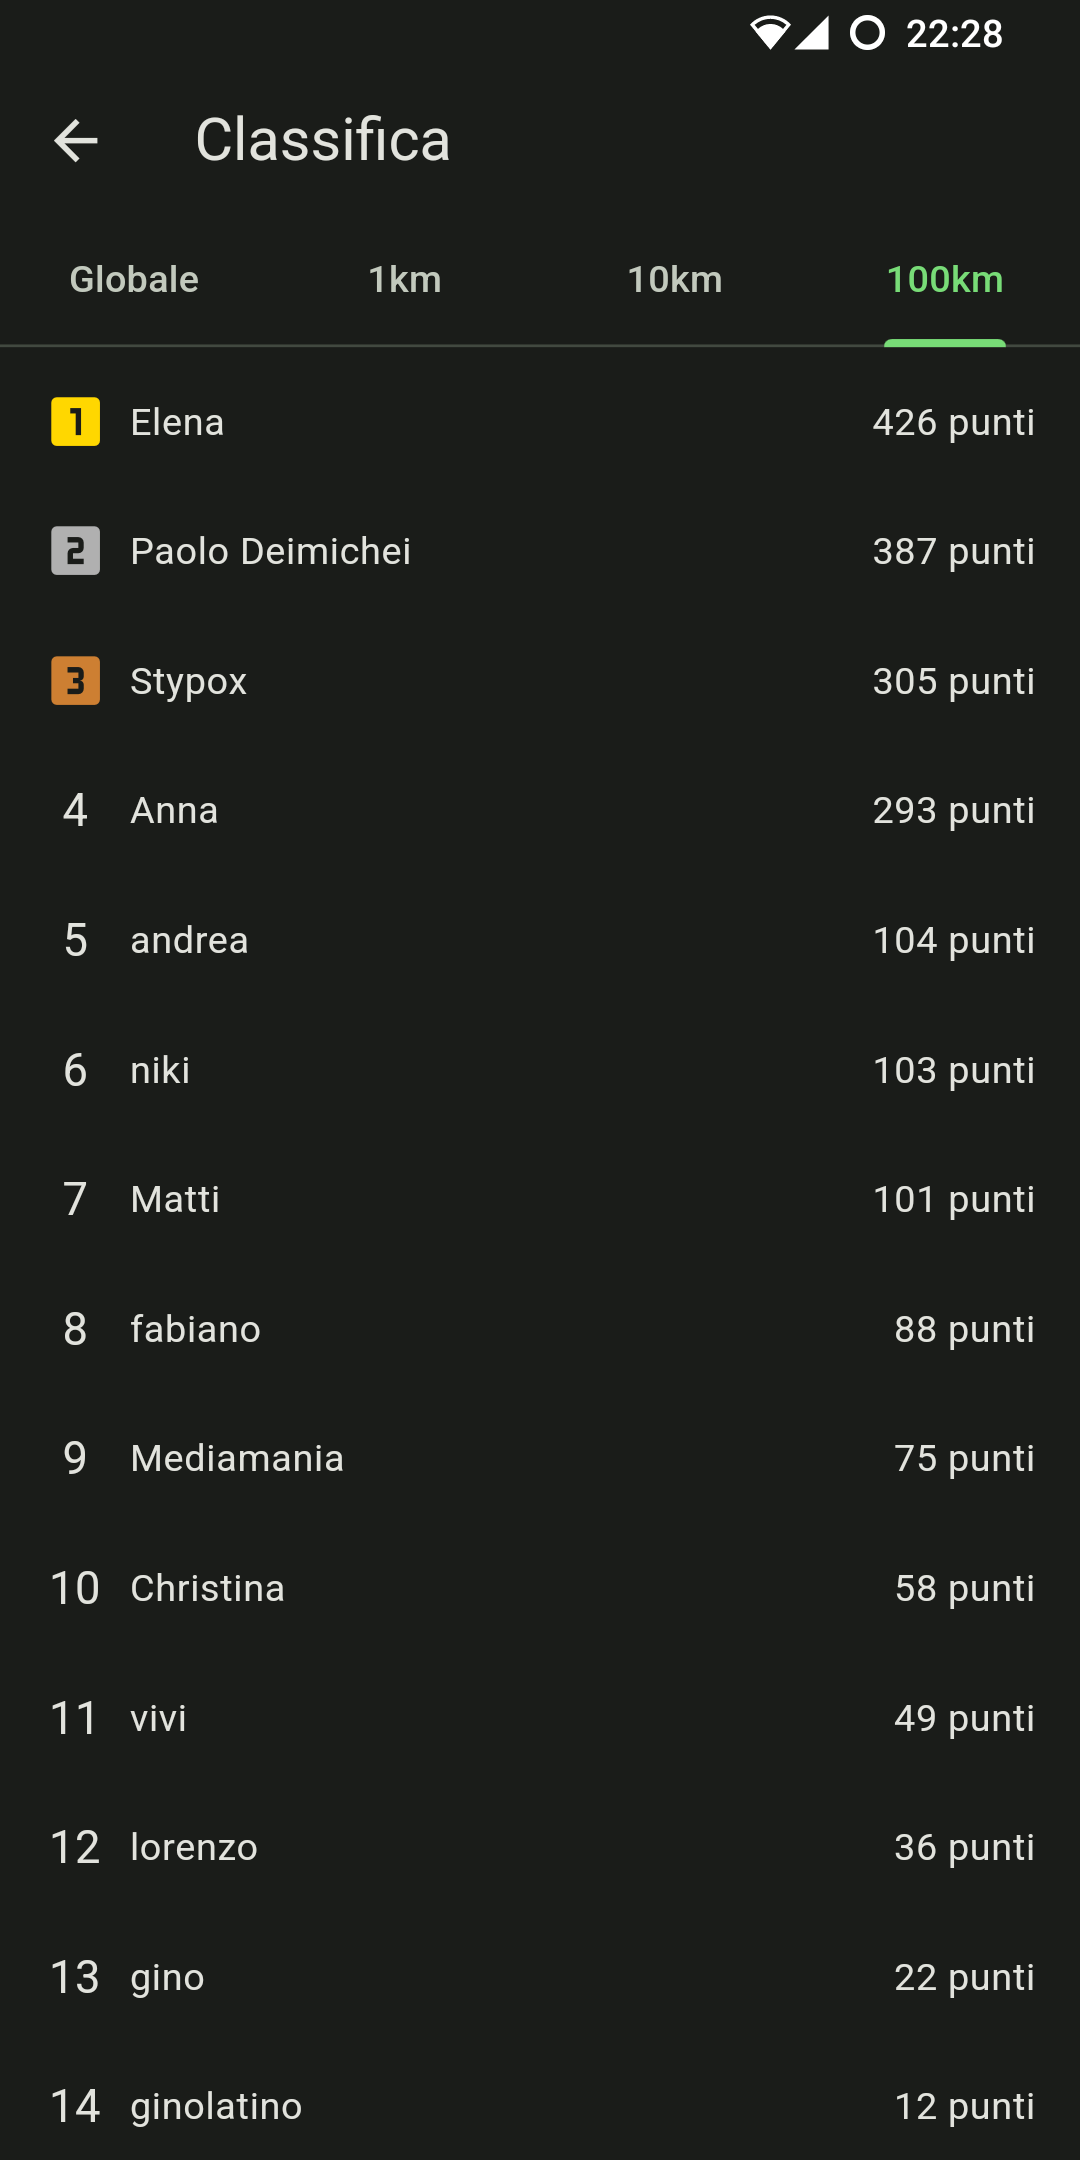 22:28
Classifica
Globale 1km 10km 100km
1 Elena 426 punti
2 Paolo Deimichei 387 punti
3 Stypox 305 punti
4 Anna 293 punti
5 andrea 104 punti
6 niki 103 punti
7 Matti 101 punti
8 fabiano 88 punti
9 Mediamania 75 punti
10 Christina 58 punti
11 vivi 49 punti
12 lorenzo 36 punti
13 gino 22 punti
14 ginolatino 12 punti